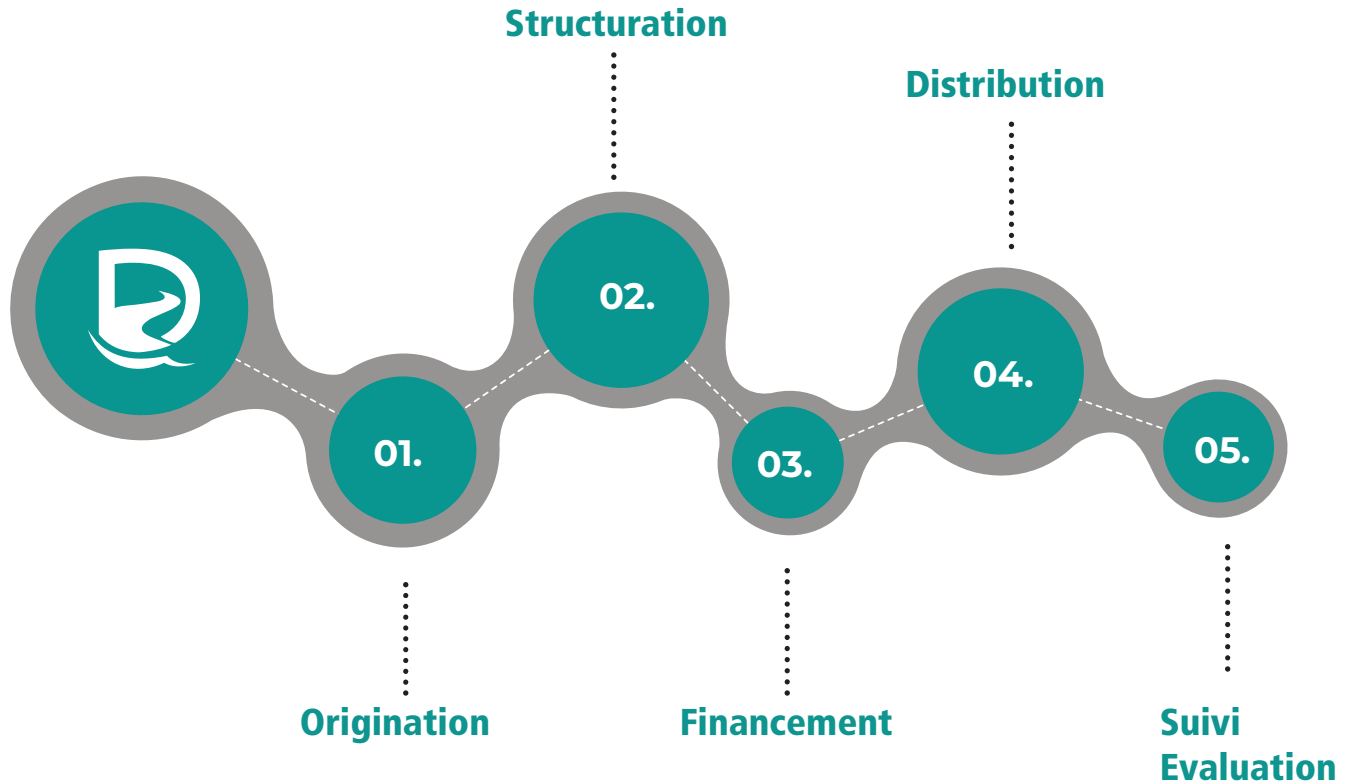 Structuration
Distribution
02.
04.
01.
03.
05.
Origination
Financement
Suivi
Evaluation